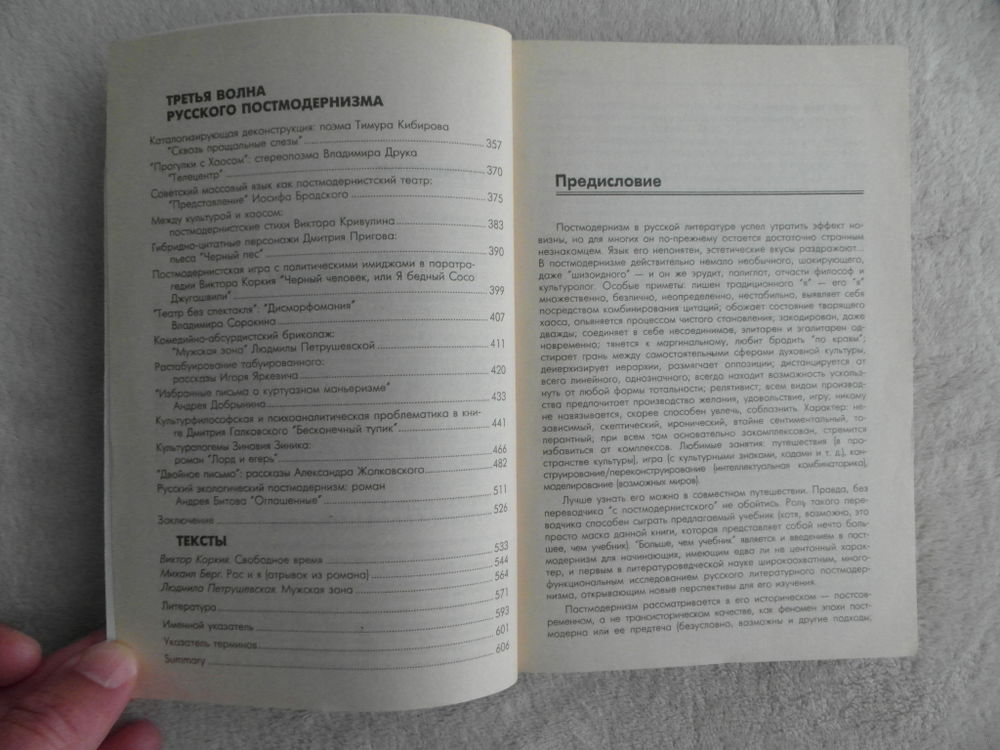 ТРЕТЬЯ ВОЛНА
РУССКОГО ПОСТМОДЕРНИЗМА
Каталогизирующая деконструкция: поэма Тимура Кибирова
"Сквозь прощальные слезы" 357
"Прогулки с Хаосом": стереопоэма Владимира Друка
"Телецентр" 370
Советский массовый язык как постмодернистский театр:
"Представление" Иосифа Бродского 375
Между культурой и хаосом:
постмодернистские стихи Виктора Кривулина 383
Гибридно-цитатные персонажи Дмитрия Пригова:
пьеса "Черный пес" 390
Постмодернистская игра с политическими имиджами в паратра-
гедии Виктора Коркия "Черный человек, или Я бедный Сосо
Джугашвили" 399
"Театр без спектакля": "Дисморфомания"
Владимира Сорокина 407
Комедийно-абсурдистский бриколаж:
"Мужская зона" Людмилы Петрушевской 411
Растабуирование табуированного:
рассказы Игоря Яркевича 420
"Избранные письма о куртуазном маньеризме"
Андрея Добрынина 433
Культурфилософская и психоаналитическая проблематика в кни-
ге Дмитрия Галковского "Бесконечный тупик" 441
Культурологемы Зиновия Зиника:
роман "Лорд и егерь" 466
"Двойное письмо": рассказы Александра Жолковского 482
Русский экологический постмодернизм: роман
Андрея Битова "Оглашенные" 511
Заключение 526
ТЕКСТЫ
Виктор Коркия. Свободное время 533
Михаил Берг. Рос и я (отрывок из романа) 544
Людмила Петрушевская. Мужская зона 564
Литература 571
Именной указатель 593
Указатель терминов 601
Summary 606
Предисловие
Постмодернизм в русской литературе успел утратить эффект но-
визны, но для многих он по-прежнему остается достаточно странным
незнакомцем. Язык его непонятен, эстетические вкусы раздражают...
В постмодернизме действительно немало необычного, шокирующего,
даже "шизоидного" — и он же эрудит, полиглот, отчасти философ и
культуролог. Особые приметы: лишен традиционного "я" — его "я"
множественно, безлично, неопределенно, нестабильно, выявляет себя
посредством комбинирования цитаций; обожает состояние творящего
хаоса, опьяняется процессом чистого становления; закодирован, даже
дважды; соединяет в себе несоединимое, элитарен и эгалитарен од-
новременно; тянется к маргинальному, любит бродить "по краям";
стирает грань между самостоятельными сферами духовной культуры,
деиерархизирует иерархии, размягчает оппозиции; дистанцируется от
всего линейного, однозначного; всегда находит возможность ускольз-
нуть от любой формы тотальности; релятивист; всем видам производ-
ства предпочитает производство желания, удовольствие, игру; никому
не навязывается, скорее способен увлечь, соблазнить. Характер: не-
зависимый, скептический, иронический, втайне сентиментальный, то-
лерантный; при всем том основательно закомплексован, стремится
избавиться от комплексов. Любимые занятия: путешествия (в про-
странстве культуры), игра (с культурными знаками, кодами и т. д.), кон-
струирование/переконструирование (интеллектуальная комбинаторика),
моделирование (возможных миров).
Лучше узнать его можно в совместном путешествии. Правда, без
переводчика "с постмодернистского" не обойтись. Роль такого пере-
водчика способен сыграть предлагаемый учебник (хотя, возможно, это
просто маска данной книги, которая представляет собой нечто боль-
шее, чем учебник). "Больше, чем учебник" является и введением в пост-
модернизм для начинающих, имеющим едва ли не центонный харак-
тер, и первым в литературоведческой науке широкоохватным, много-
функциональным исследованием русского литературного постмодер-
низма, открывающим новые перспективы для его изучения.
Постмодернизм рассматривается в его историческом — постсов-
ременном, а не трансисторическом качестве, как феномен эпохи пост-
модерна или ее предтеча (безусловно, возможны и другие подходы;